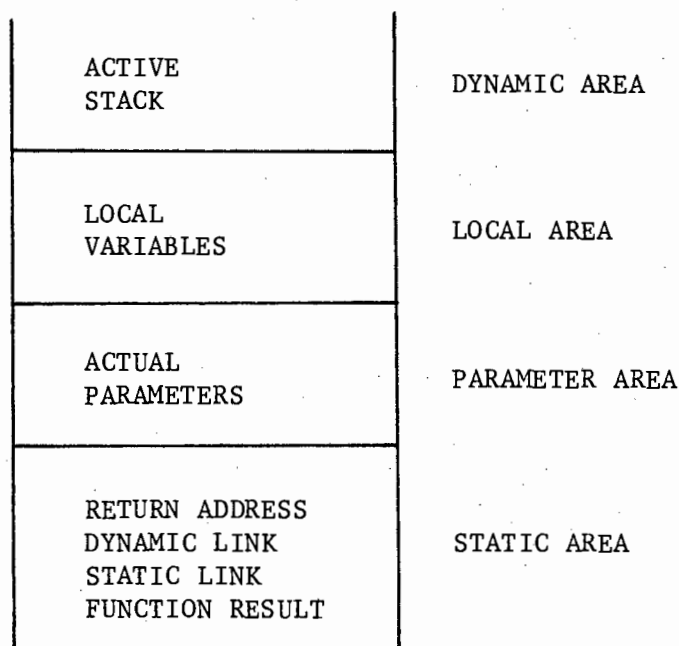 ACTIVE
STACK
DYNAMIC AREA
LOCAL
VARIABLES
LOCAL AREA
ACTUAL
PARAMETERS
PARAMETER AREA
RETURN ADDRESS
DYNAMIC LINK
STATIC LINK
FUNCTION RESULT
STATIC AREA